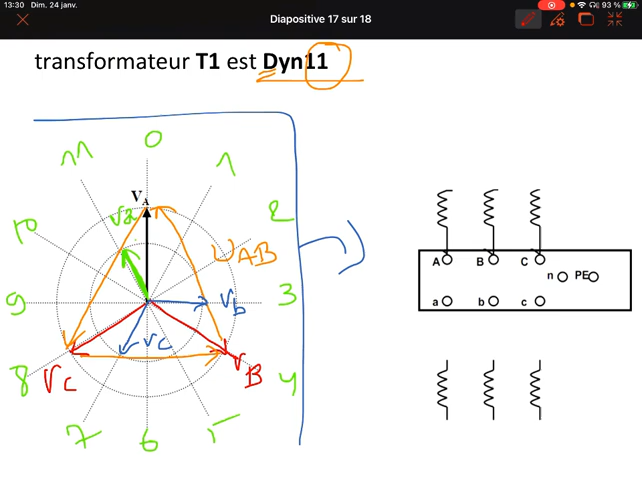 13:30 Dim. 24 janv.
93 %
Diapositive 17 sur 18
transformateur T1 est Dyn11
0
11
1
VA
Va
10
2
UAB
9
3
Vb
Vc
8
VC
VB
4
7
6
5
A B C
n PE
a b c